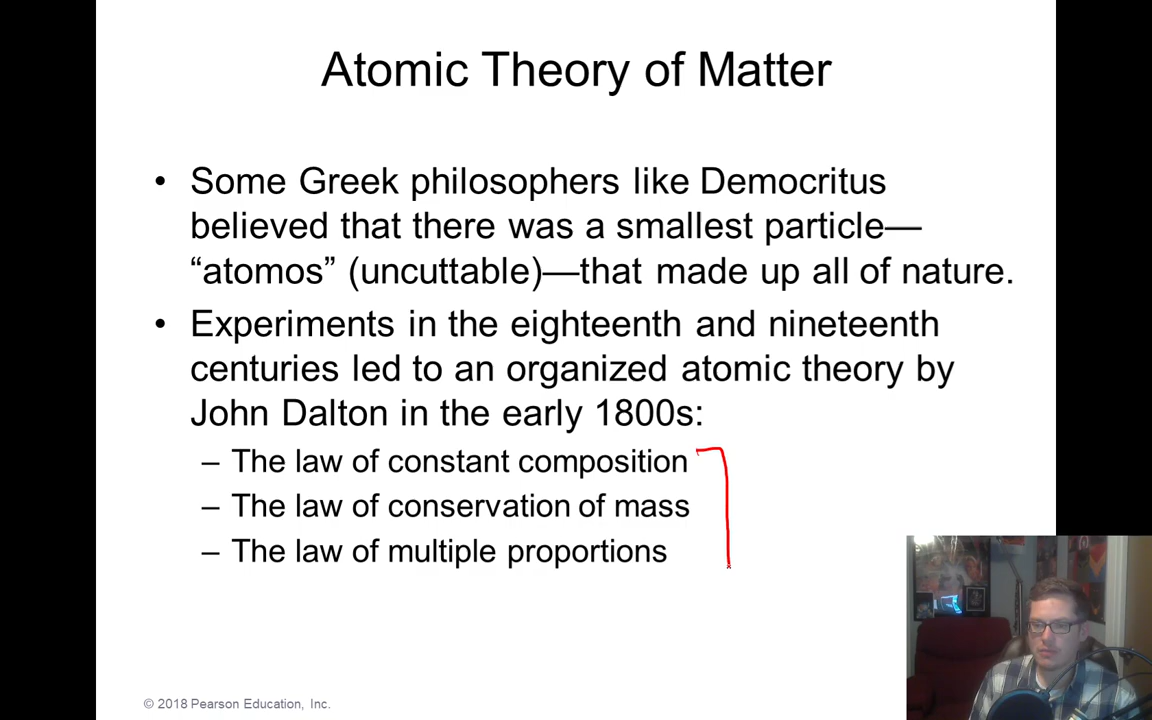 Atomic Theory of Matter
• Some Greek philosophers like Democritus
believed that there was a smallest particle—
“atomos” (uncuttable)—that made up all of nature.
• Experiments in the eighteenth and nineteenth
centuries led to an organized atomic theory by
John Dalton in the early 1800s:
– The law of constant composition
– The law of conservation of mass
– The law of multiple proportions
© 2018 Pearson Education, Inc.